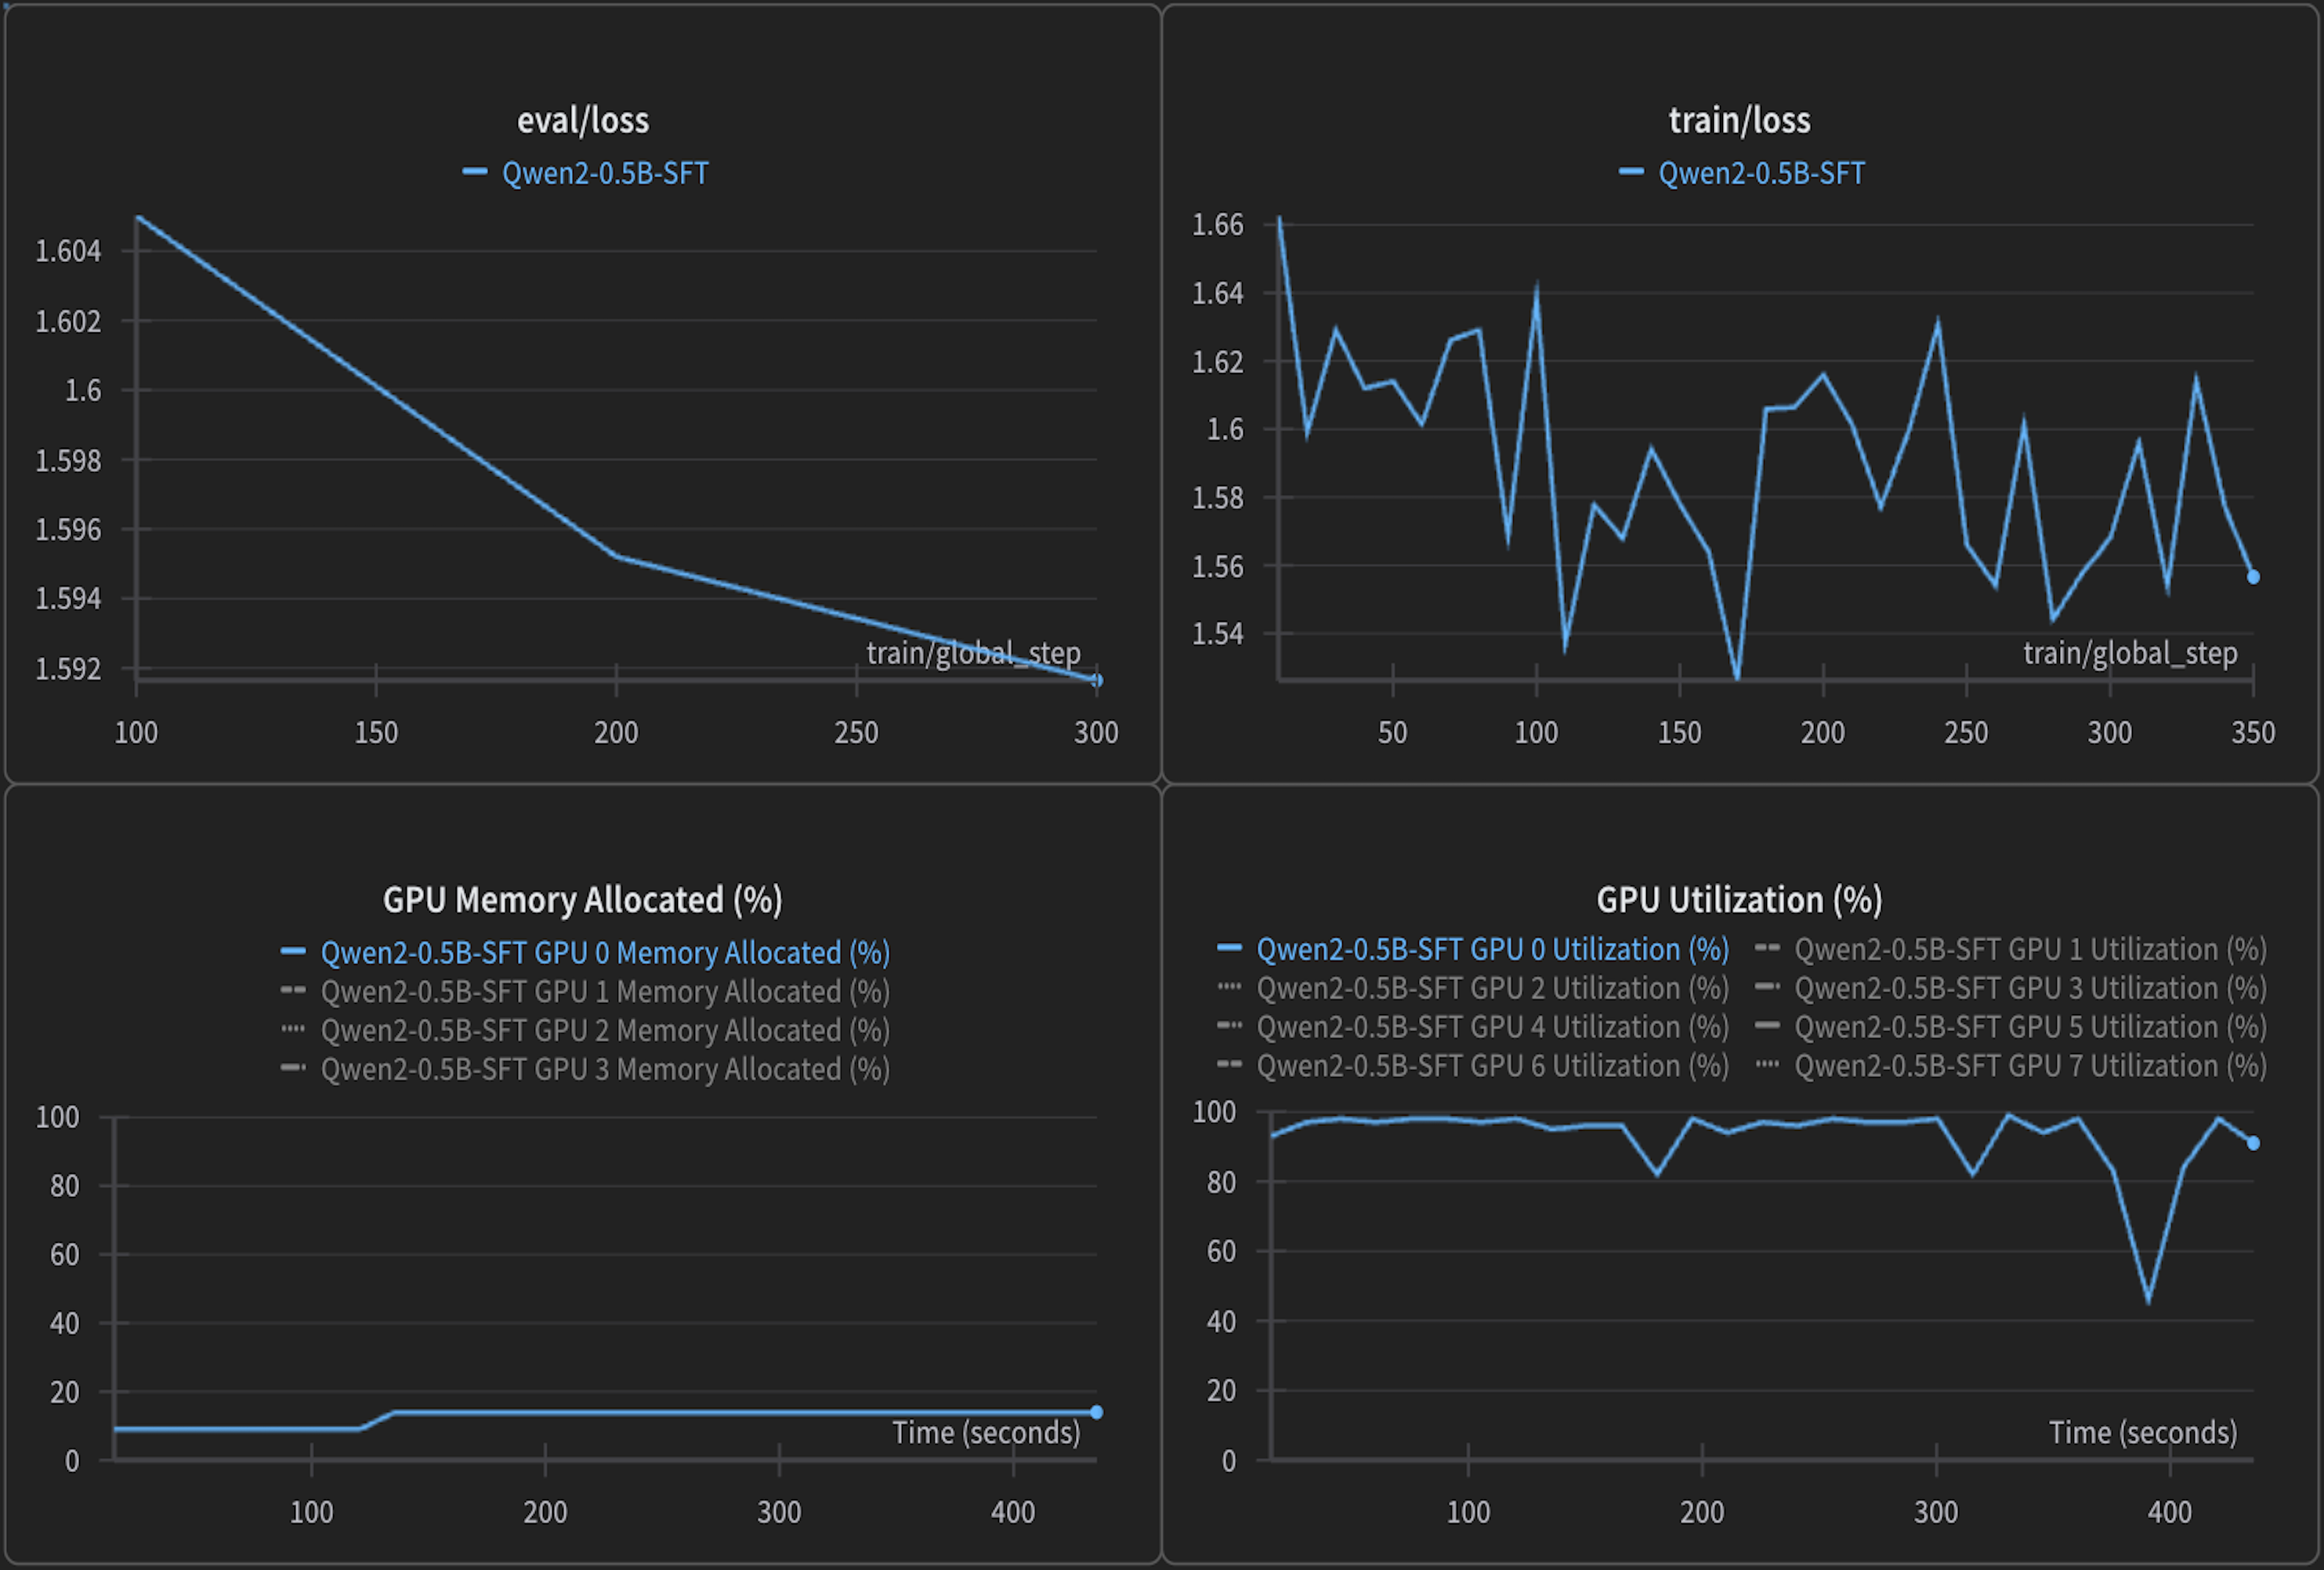 eval/loss
Qwen2-0.5B-SFT
1.604
1.602
1.6
1.598
1.596
1.594
1.592
train/global_step
100 150 200 250 300
train/loss
Qwen2-0.5B-SFT
1.66
1.64
1.62
1.6
1.58
1.56
1.54
train/global_step
50 100 150 200 250 300 350
GPU Memory Allocated (%)
Qwen2-0.5B-SFT GPU 0 Memory Allocated (%)
Qwen2-0.5B-SFT GPU 1 Memory Allocated (%)
Qwen2-0.5B-SFT GPU 2 Memory Allocated (%)
Qwen2-0.5B-SFT GPU 3 Memory Allocated (%)
100
80
60
40
20
Time (seconds)
0
100 200 300 400
GPU Utilization (%)
Qwen2-0.5B-SFT GPU 0 Utilization (%) Qwen2-0.5B-SFT GPU 1 Utilization (%)
Qwen2-0.5B-SFT GPU 2 Utilization (%) Qwen2-0.5B-SFT GPU 3 Utilization (%)
Qwen2-0.5B-SFT GPU 4 Utilization (%) Qwen2-0.5B-SFT GPU 5 Utilization (%)
Qwen2-0.5B-SFT GPU 6 Utilization (%) Qwen2-0.5B-SFT GPU 7 Utilization (%)
100
80
60
40
20
Time (seconds)
0
100 200 300 400